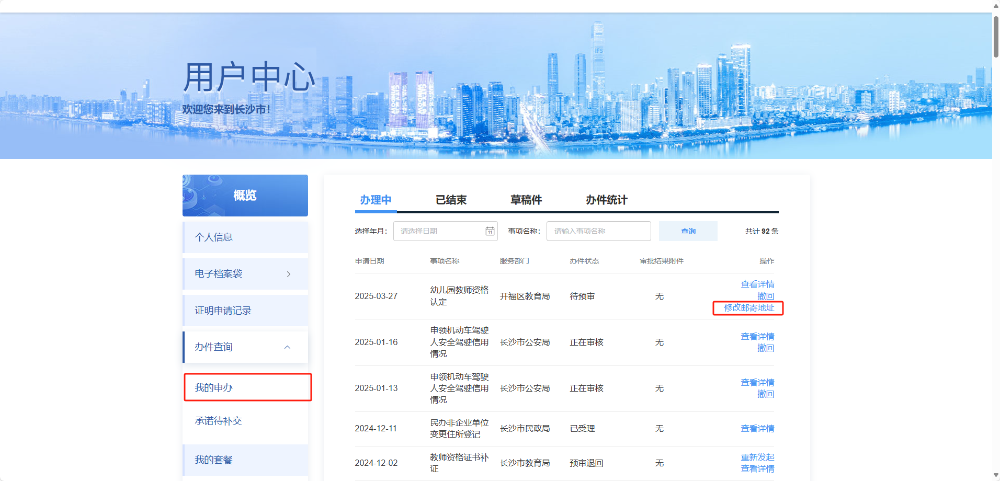 IFS
用户中心
欢迎您来到长沙市！
概览
个人信息
电子档案袋
证明申请记录
办件查询
我的申办
承诺待补交
我的套餐
办理中 已结束 草稿件 办件统计
选择年月： 请选择日期 11 事项名称： 请输入事项名称 查询 共计 92 条
申请日期 事项名称 服务部门 办件状态 审批结果附件 操作
2025-03-27 幼儿园教师资格
认定 开福区教育局 待预审 无 查看详情
撤回
修改邮寄地址
2025-01-16 申领机动车驾驶
人安全驾驶信用
情况 长沙市公安局 正在审核 无 查看详情
撤回
2025-01-13 申领机动车驾驶
人安全驾驶信用
情况 长沙市公安局 正在审核 无 查看详情
撤回
2024-12-11 民办非企业单位
变更住所登记 长沙市民政局 已受理 无 查看详情
2024-12-02 教师资格证书补
证 长沙市教育局 预审退回 无 重新发起
查看详情